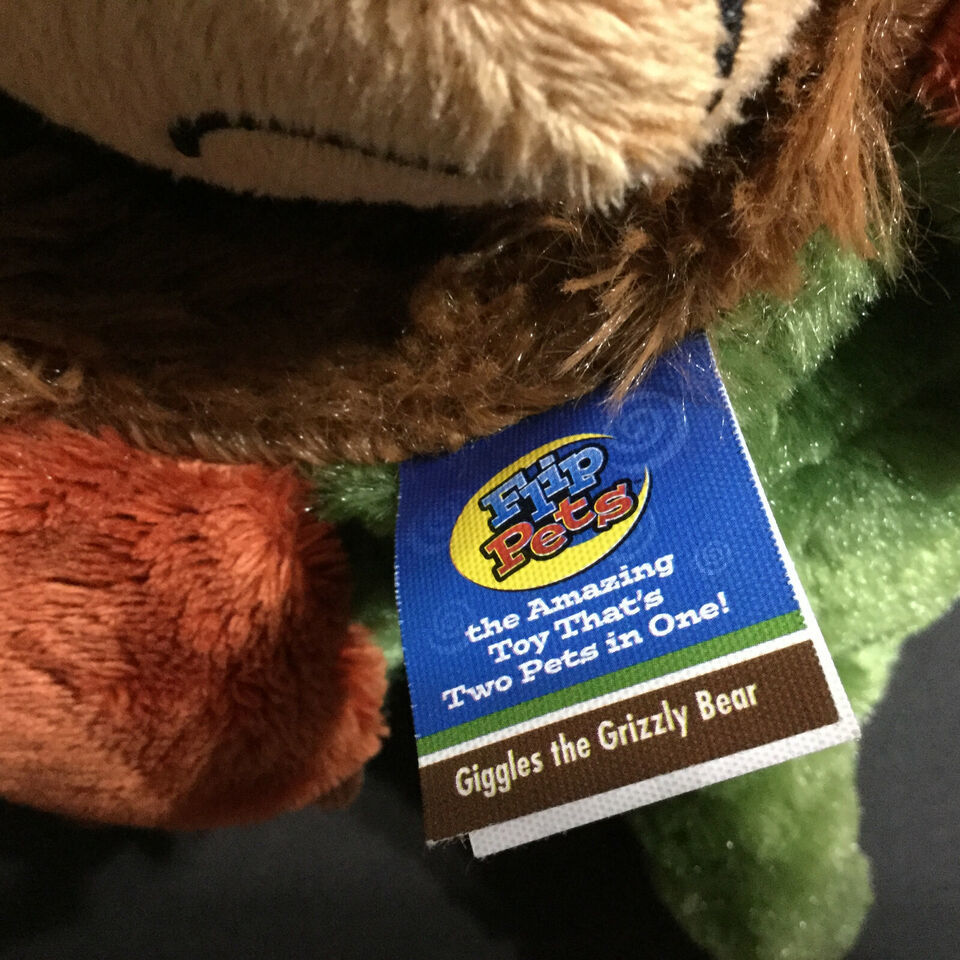 Flip
Pets
the Amazing
Toy That's
Two Pets in One!
Giggles the Grizzly Bear